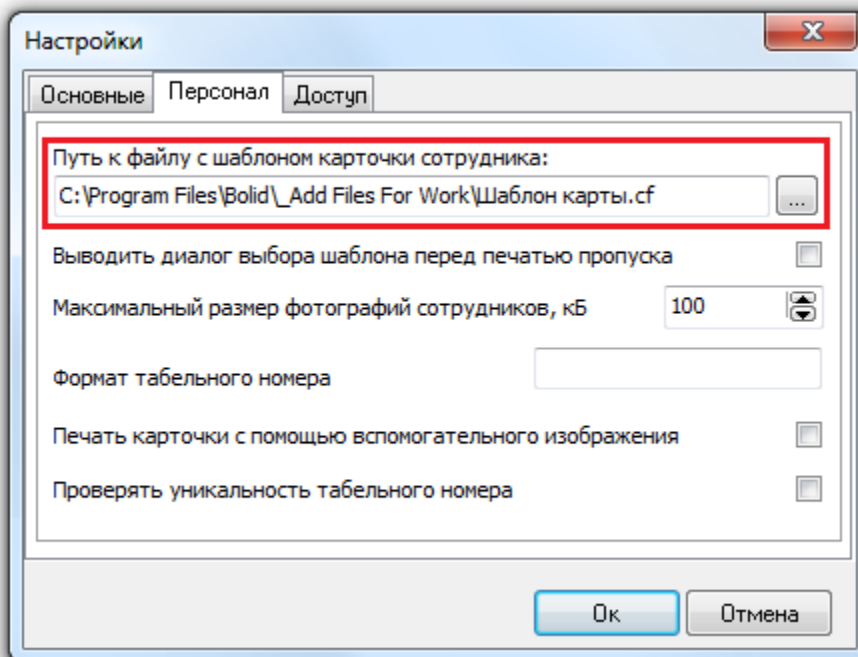 Настройки
Основные Персонал Доступ
Путь к файлу с шаблоном карточки сотрудника:
C:\Program Files\Bolid\_Add Files For Work\Шаблон карты.cf ...
Выводить диалог выбора шаблона перед печатью пропуска
Максимальный размер фотографий сотрудников, кБ 100
Формат табельного номера
Печать карточки с помощью вспомогательного изображения
Проверять уникальность табельного номера
Ок Отмена